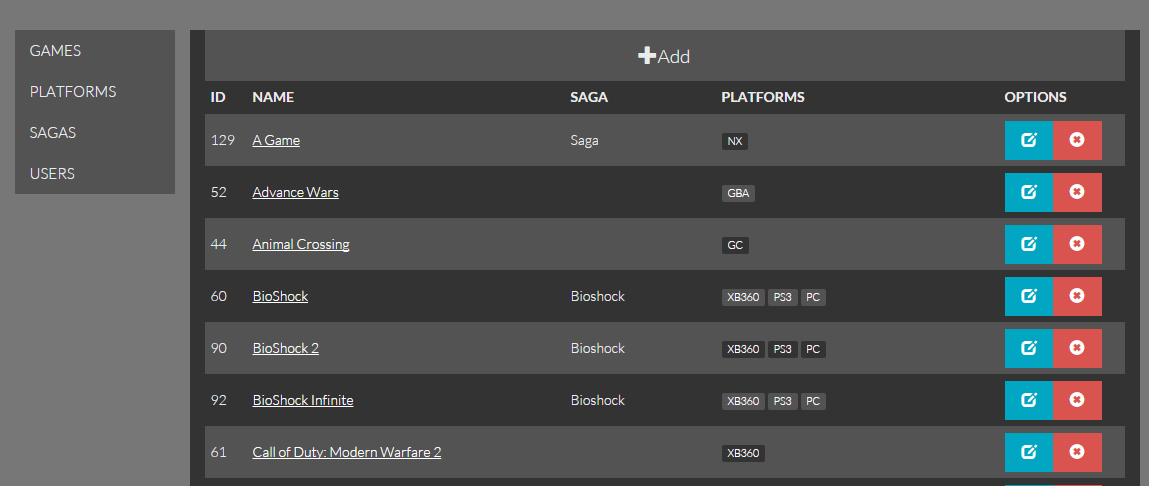 GAMES
PLATFORMS
SAGAS
USERS
Add
ID NAME SAGA PLATFORMS OPTIONS
129 A Game Saga NX
52 Advance Wars GBA
44 Animal Crossing GC
60 BioShock Bioshock XB360 PS3 PC
90 BioShock 2 Bioshock XB360 PS3 PC
92 BioShock Infinite Bioshock XB360 PS3 PC
61 Call of Duty: Modern Warfare 2 XB360